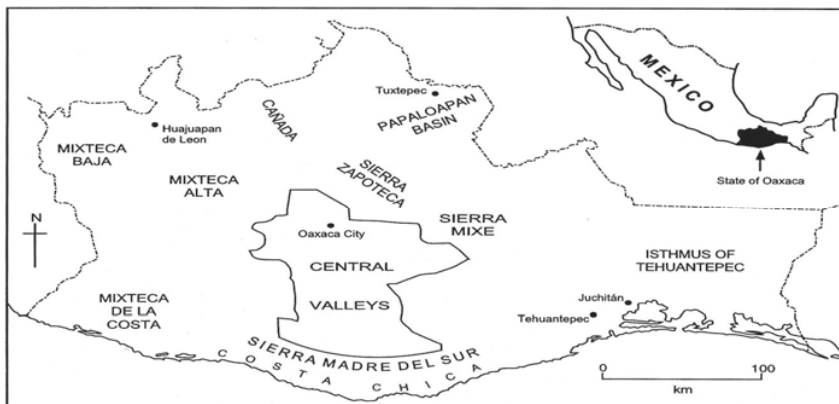 MEXICO
State of Oaxaca
Tuxtepec
PAPALOAPAN
BASIN
CAÑADA
Huajuapan
de Leon
MIXTECA
BAJA
MIXTECA
ALTA
SIERRA
ZAPOTECA
SIERRA
MIXE
N
Oaxaca City
CENTRAL
VALLEYS
ISTHMUS OF
TEHUANTEPEC
MIXTECA
DE LA
COSTA
Juchitán
Tehuantepec
SIERRA MADRE DEL SUR
COSTA CHICA
0 100
km